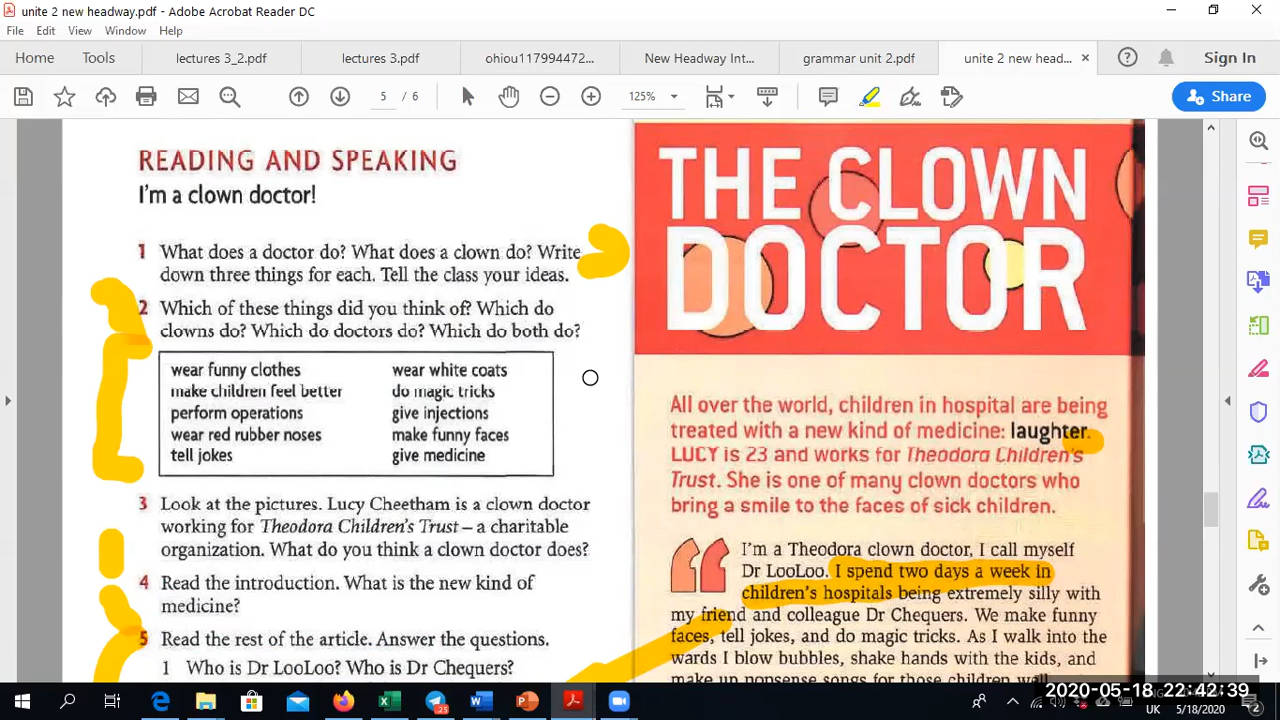 unite 2 new headway.pdf - Adobe Acrobat Reader DC
File Edit View Window Help
Home Tools lectures 3_2.pdf lectures 3.pdf ohiou117994472... New Headway Int... grammar unit 2.pdf unite 2 new head... × Sign In
5 / 6 125% Share
READING AND SPEAKING
I'm a clown doctor!
1 What does a doctor do? What does a clown do? Write
down three things for each. Tell the class your ideas.
2 Which of these things did you think of? Which do
clowns do? Which do doctors do? Which do both do?
wear funny clothes wear white coats
make children feel better do magic tricks
perform operations give injections
wear red rubber noses make funny faces
tell jokes give medicine
3 Look at the pictures. Lucy Cheetham is a clown doctor
working for Theodora Children's Trust – a charitable
organization. What do you think a clown doctor does?
4 Read the introduction. What is the new kind of
medicine?
5 Read the rest of the article. Answer the questions.
1 Who is Dr LooLoo? Who is Dr Chequers?
THE CLOWN
DOCTOR
All over the world, children in hospital are being
treated with a new kind of medicine: laughter.
LUCY is 23 and works for Theodora Children's
Trust. She is one of many clown doctors who
bring a smile to the faces of sick children.
I'm a Theodora clown doctor. I call myself
Dr LooLoo. I spend two days a week in
children's hospitals being extremely silly with
my friend and colleague Dr Chequers. We make funny
faces, tell jokes, and do magic tricks. As I walk into the
wards I blow bubbles, shake hands with the kids, and
make up nonsense songs for those children well
2020-05-18 22:42:39
UK 5/18/2020